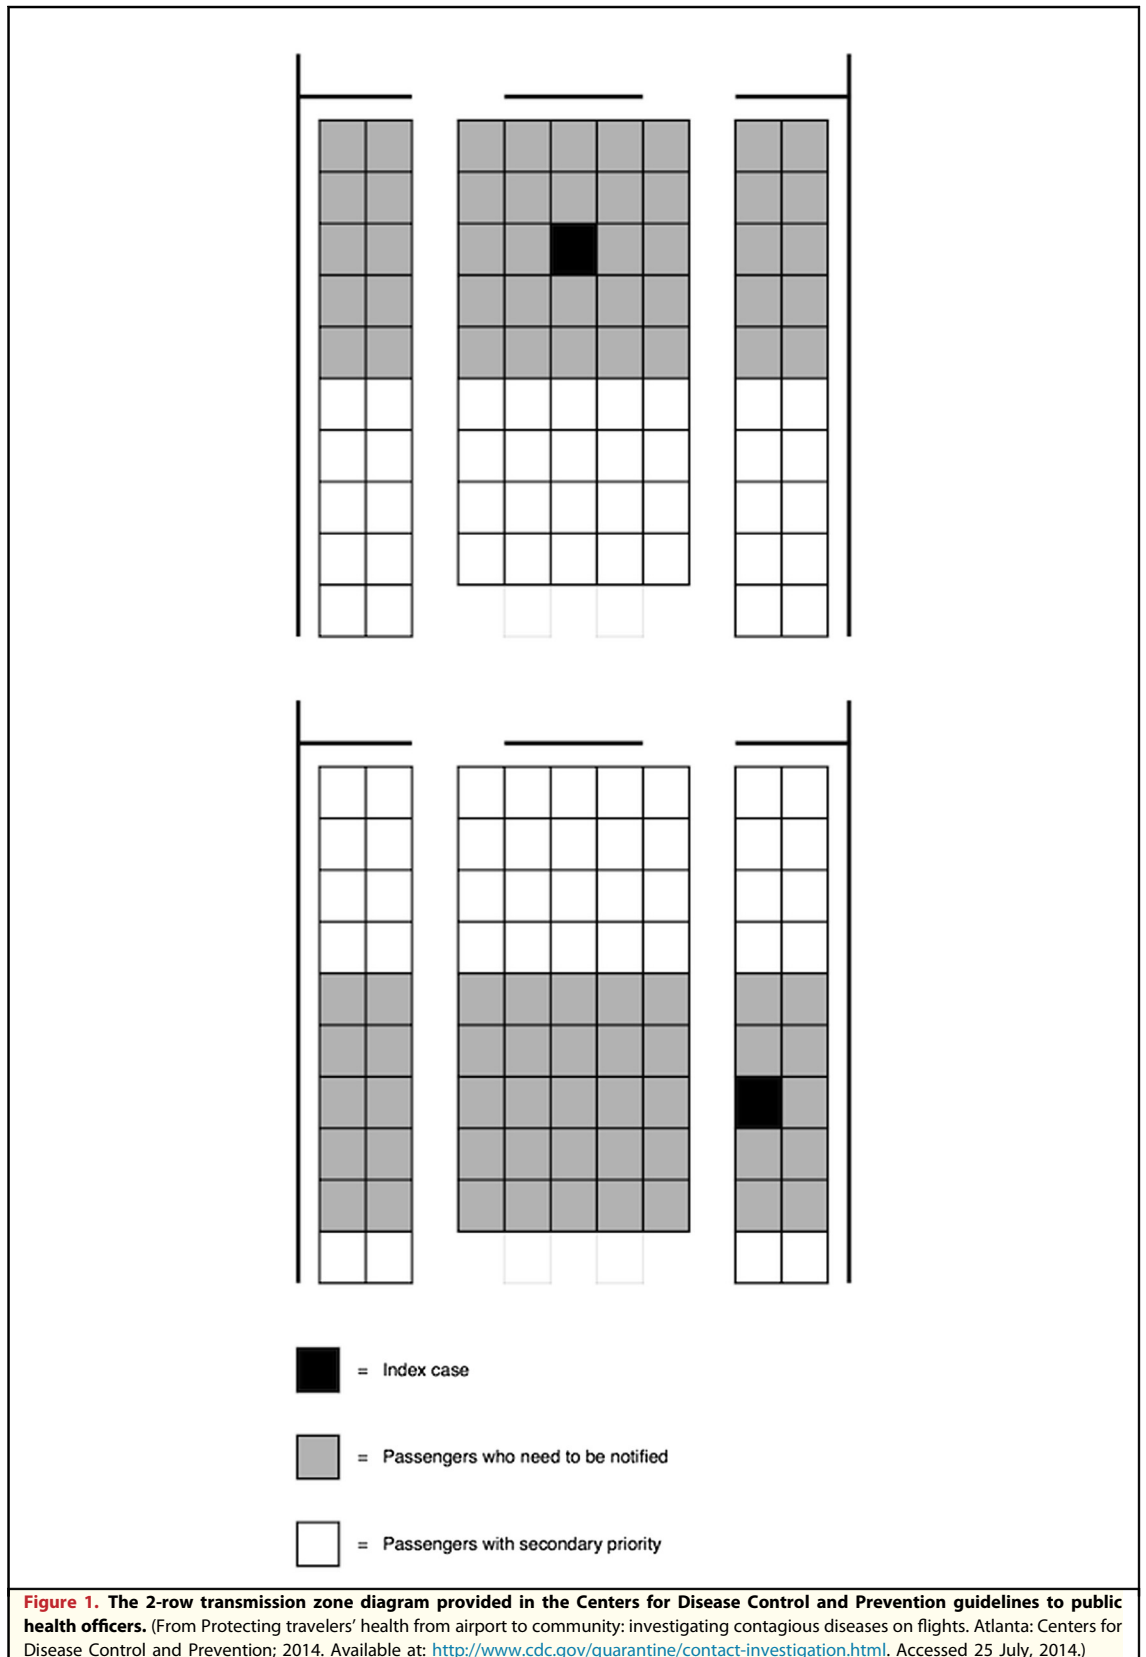 = Index case
= Passengers who need to be notified
= Passengers with secondary priority
Figure 1. The 2-row transmission zone diagram provided in the Centers for Disease Control and Prevention guidelines to public
health officers. (From Protecting travelers' health from airport to community: investigating contagious diseases on flights. Atlanta: Centers for
Disease Control and Prevention; 2014. Available at: http://www.cdc.gov/quarantine/contact-investigation.html. Accessed 25 July, 2014.)